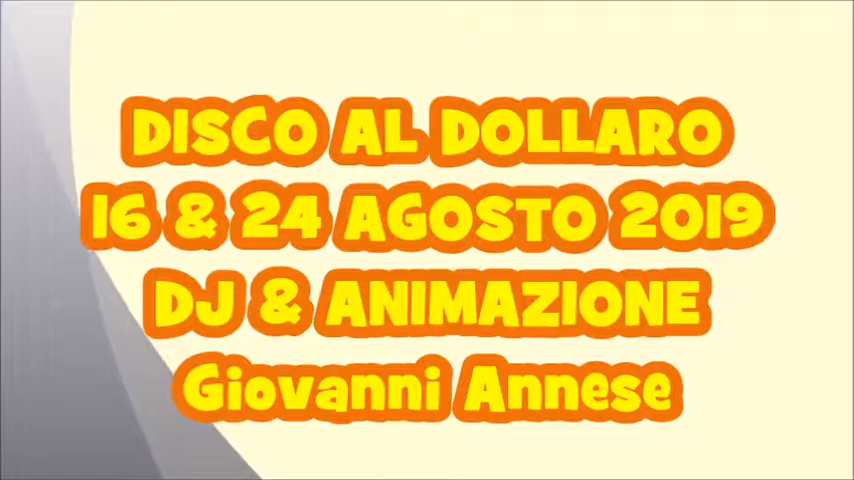 DISCO AL DOLLARO
16 & 24 AGOSTO 2019
DJ & ANIMAZIONE
Giovanni Annese